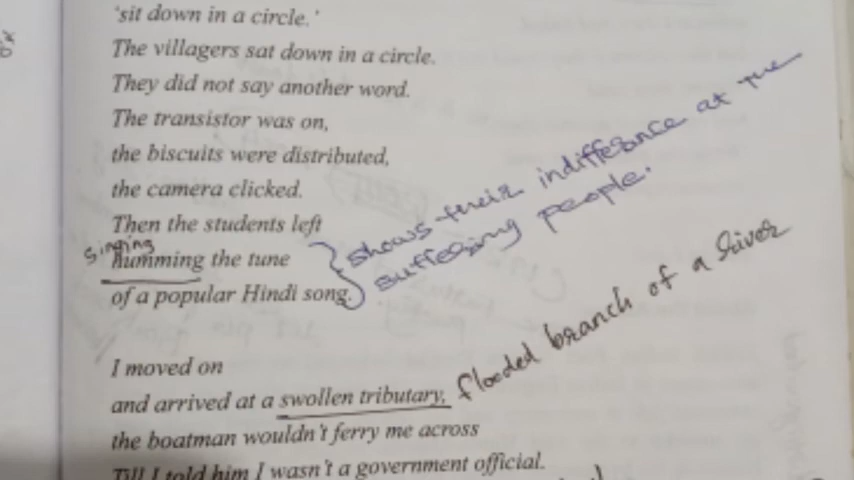 'sit down in a circle.'
The villagers sat down in a circle.
They did not say another word.
The transistor was on,
the biscuits were distributed,
the camera clicked.
Then the students left
singing
humming the tune
of a popular Hindi song.
shows their indifferance at the
suffering people.
I moved on
and arrived at a swollen tributary,
flooded branch of a River
the boatman wouldn't ferry me across
Till I told him I wasn't a government official.